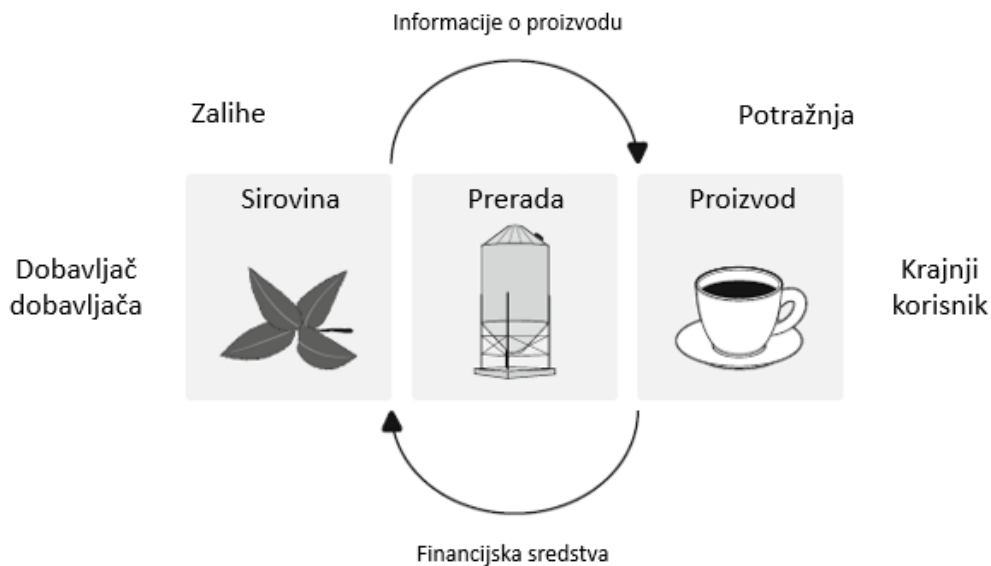 Informacije o proizvodu
Zalihe
Potražnja
Sirovina
Prerada
Proizvod
Dobavljač
dobavljača
Krajnji
korisnik
Financijska sredstva